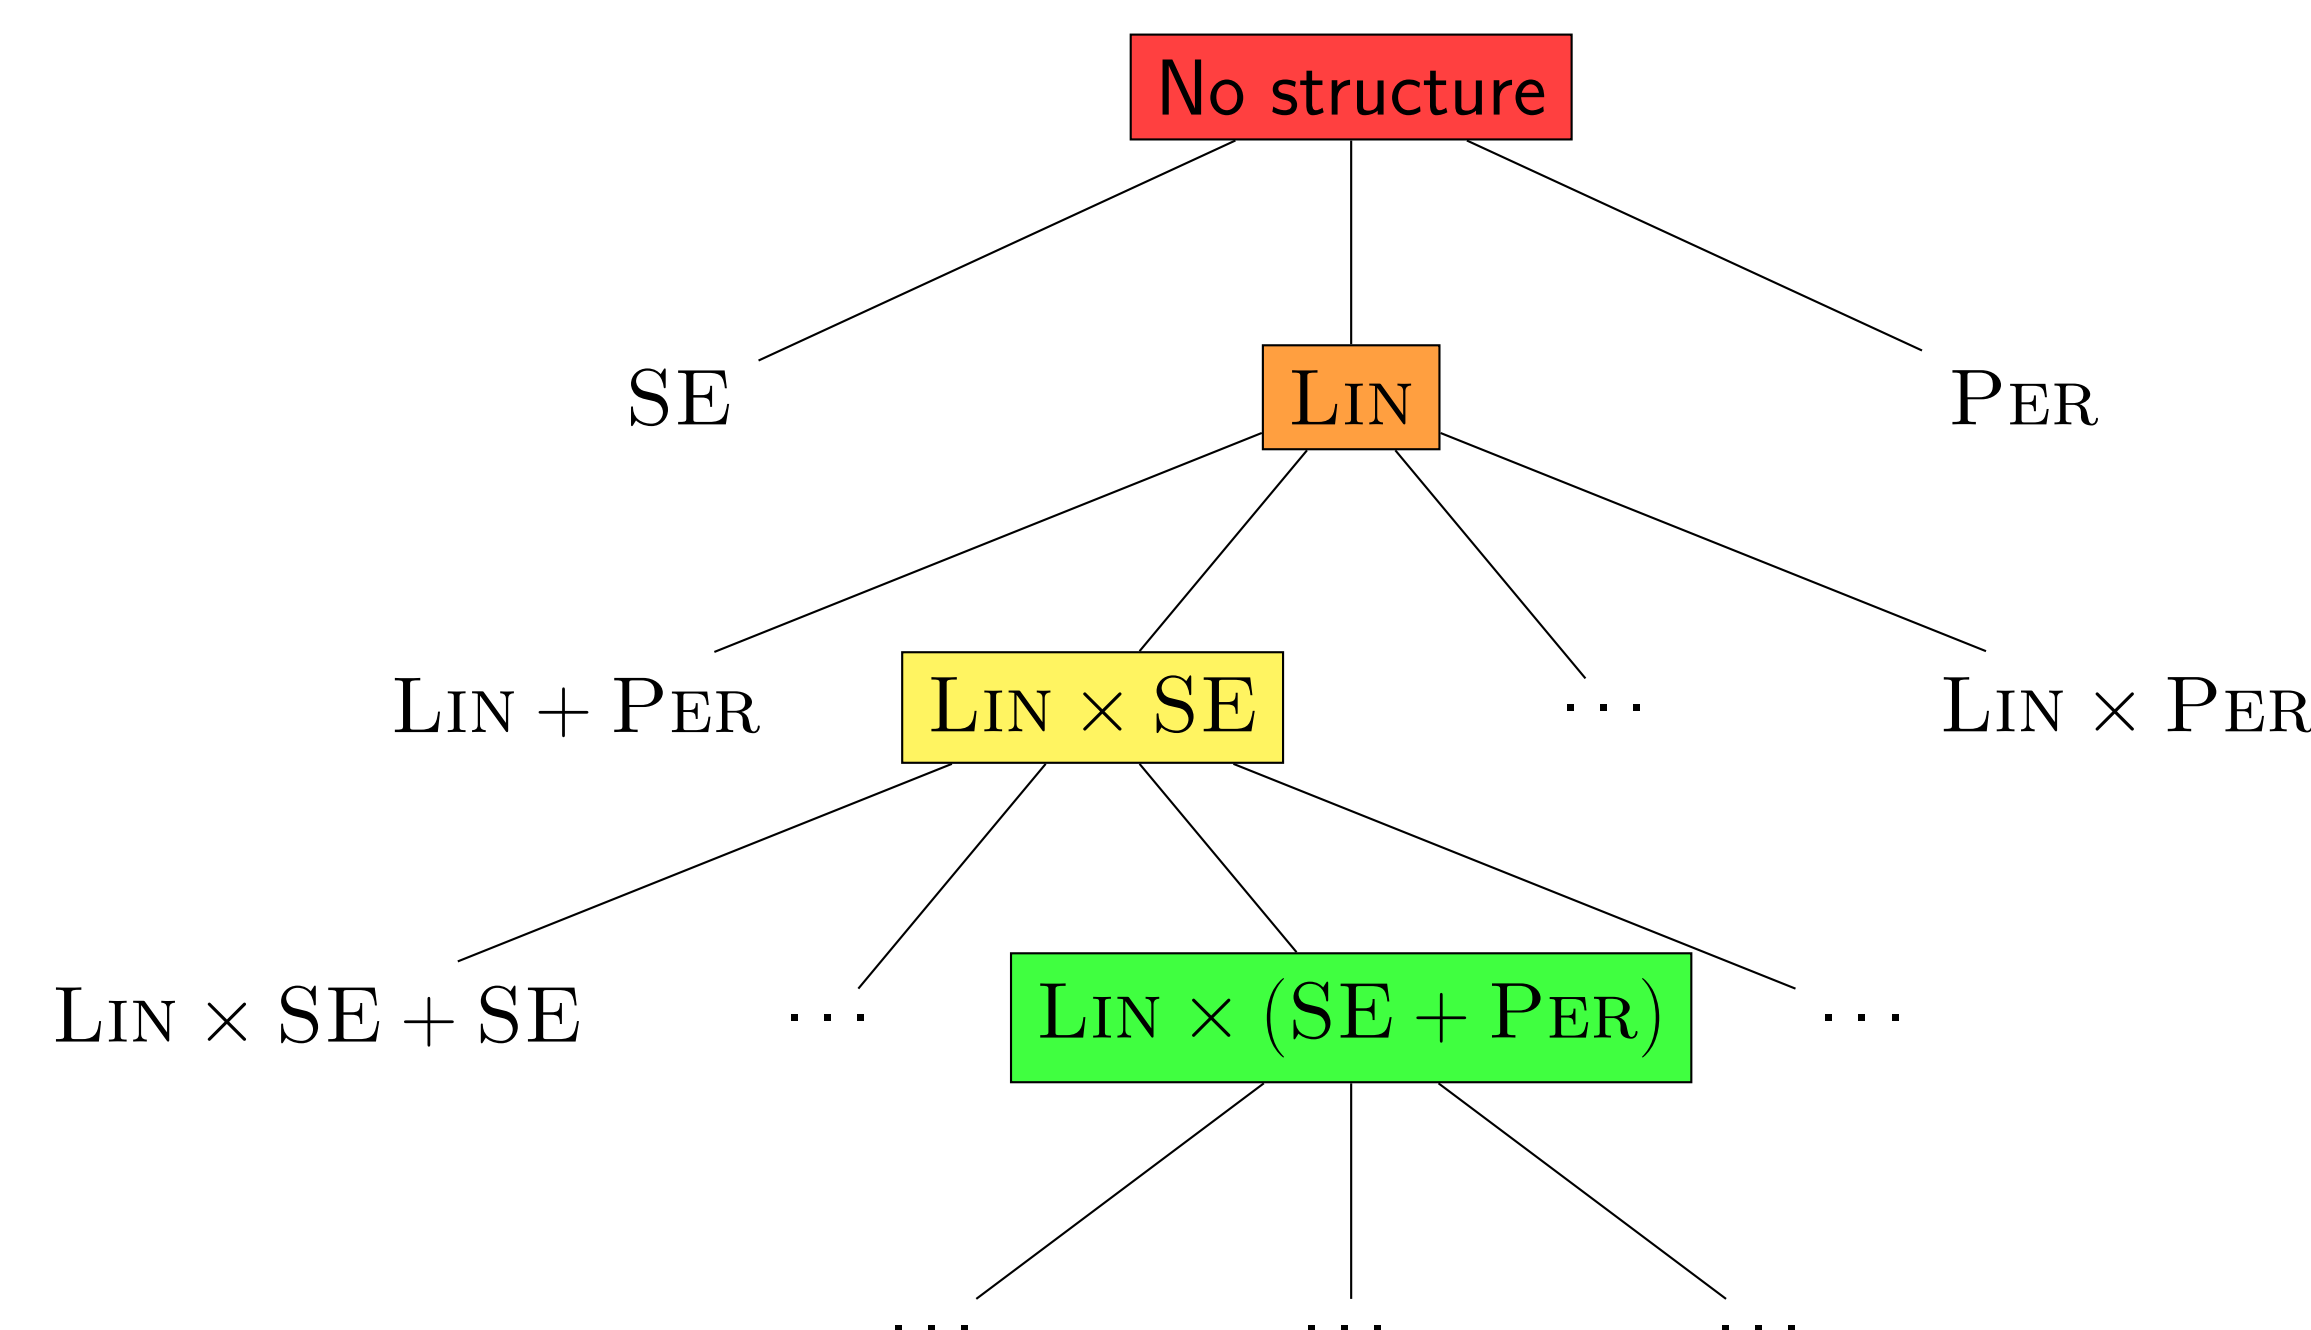 No structure
SE Lin Per
Lin + Per Lin × SE ... Lin × Per
Lin × SE + SE ... Lin × (SE + Per) ...
... ... ...